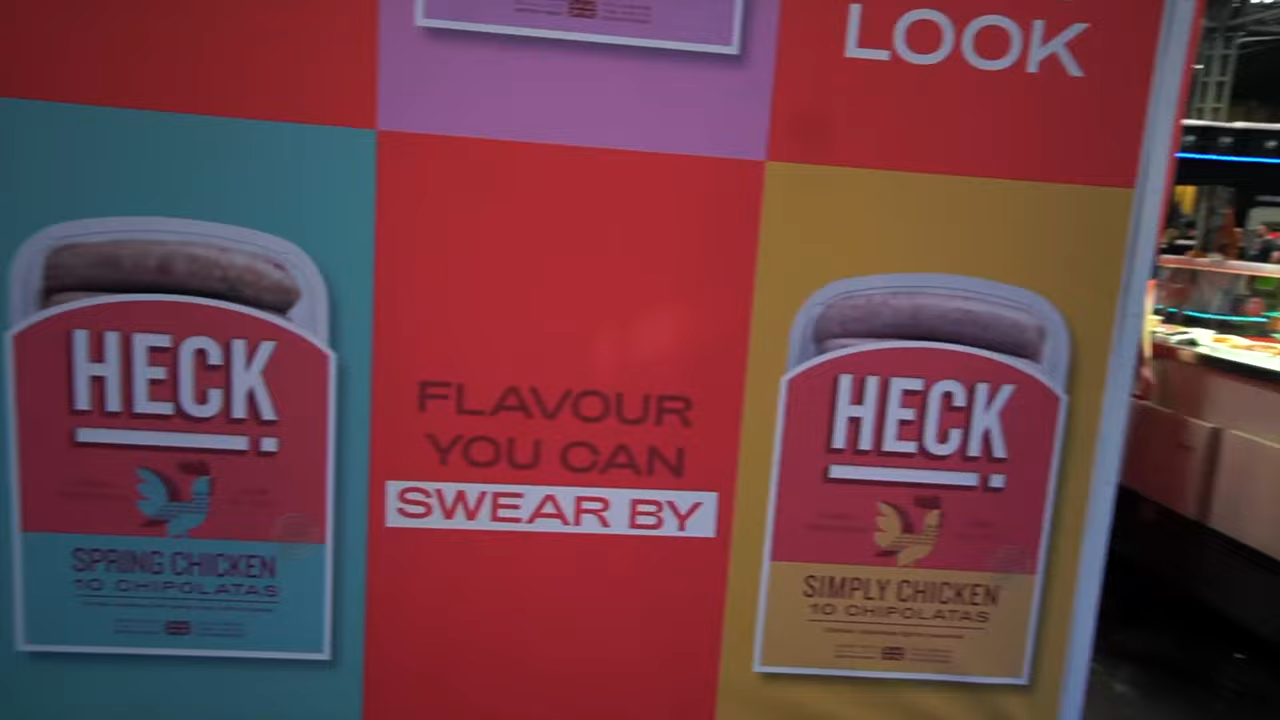 LOOK
HECK.
SPRING CHICKEN
10 CHIPOLATAS
FLAVOUR
YOU CAN
SWEAR BY
HECK.
SIMPLY CHICKEN
10 CHIPOLATAS